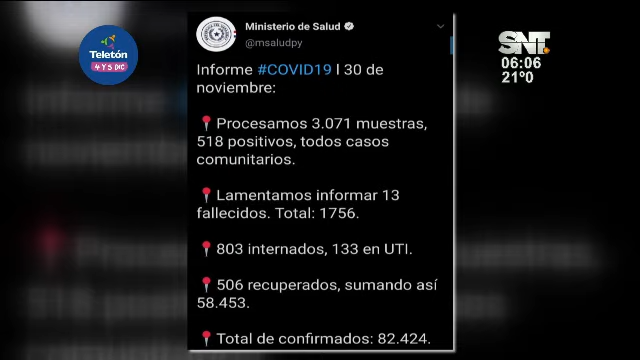 Teletón
4 y 5 DIC
Ministerio de Salud
@msaludpy
Informe #COVID19 l 30 de
noviembre:
Procesamos 3.071 muestras,
518 positivos, todos casos
comunitarios.
Lamentamos informar 13
fallecidos. Total: 1756.
803 internados, 133 en UTI.
506 recuperados, sumando así
58.453.
Total de confirmados: 82.424.
SNT
06:06
21°0